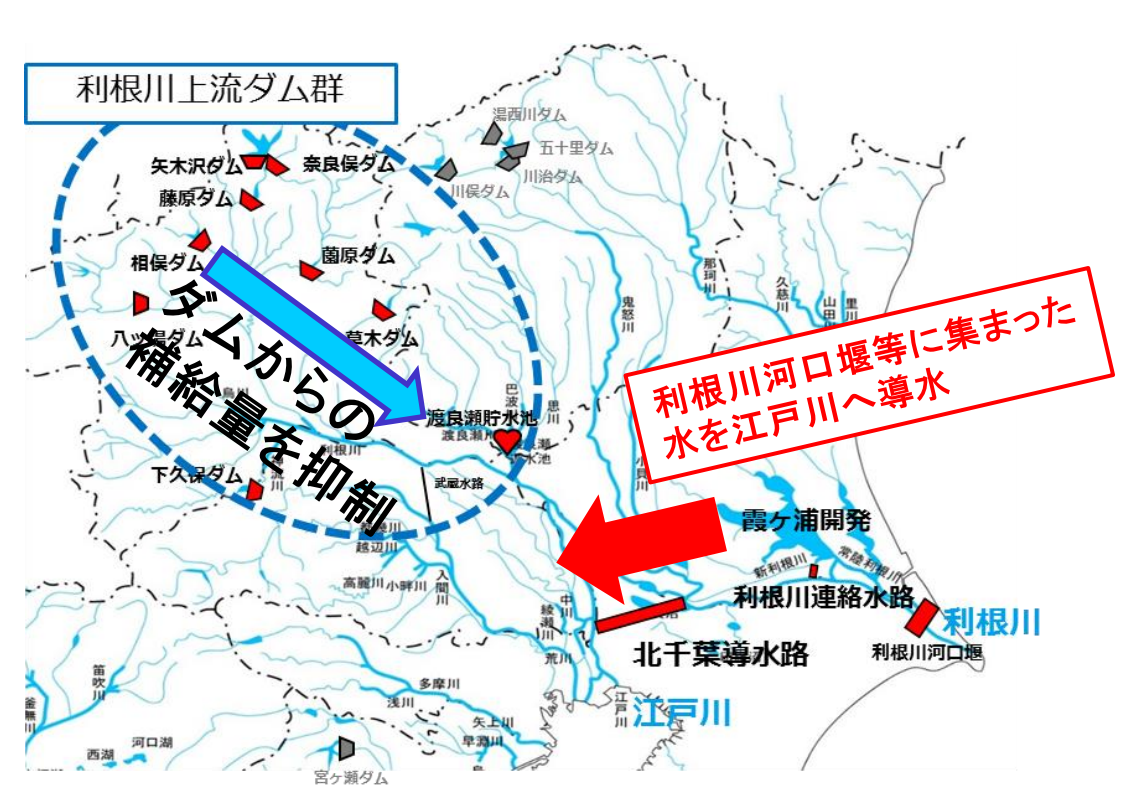 利根川上流ダム群
湯西川ダム
五十里ダム
川治ダム
川俣ダム
矢木沢ダム
奈良俣ダム
藤原ダム
相俣ダム
薗原ダム
八ッ場ダム
草木ダム
ダムからの
補給量を抑制
那珂川
久慈川
山田
里川
鬼怒川
利根川河口堰等に集まった
水を江戸川へ導水
烏川
巴波
思川
渡良瀬貯水池
渡良瀬川
利根川
下久保ダム
武蔵水路
小貝川
越辺川
高麗川
小畔川
入間川
霞ヶ浦開発
新利根川
常陸利根川
利根川連絡水路
利根川
利根川河口堰
中川
綾瀬川
北千葉導水路
荒川
笛吹川
釜無川
多摩川
浅川
江戸川
江戸川
矢上川
早淵川
河口湖
西湖
宮ヶ瀬ダム